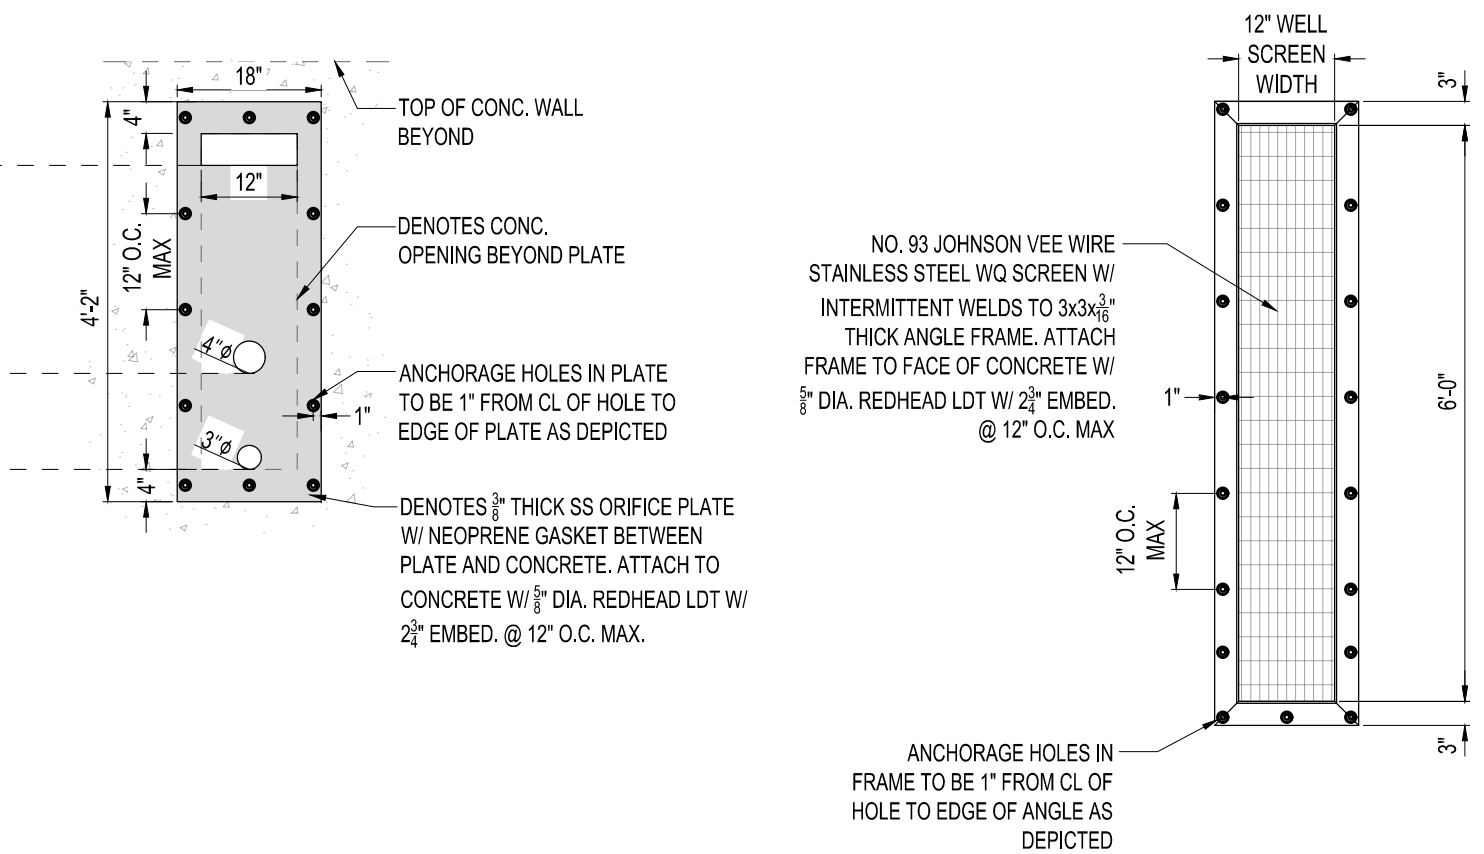 18"
4"
TOP OF CONC. WALL
BEYOND
12"
DENOTES CONC.
OPENING BEYOND PLATE
12" O.C.
MAX
4'-2"
4"ø
ANCHORAGE HOLES IN PLATE
TO BE 1" FROM CL OF HOLE TO
EDGE OF PLATE AS DEPICTED
1"
3"ø
4"
DENOTES 3/8" THICK SS ORIFICE PLATE
W/ NEOPRENE GASKET BETWEEN
PLATE AND CONCRETE. ATTACH TO
CONCRETE W/ 5/8" DIA. REDHEAD LDT W/
2 3/4" EMBED. @ 12" O.C. MAX.
12" WELL
SCREEN
WIDTH
3"
NO. 93 JOHNSON VEE WIRE
STAINLESS STEEL WQ SCREEN W/
INTERMITTENT WELDS TO 3x3x3/16"
THICK ANGLE FRAME. ATTACH
FRAME TO FACE OF CONCRETE W/
5/8" DIA. REDHEAD LDT W/ 2 3/4" EMBED.
@ 12" O.C. MAX
1"
6'-0"
12" O.C.
MAX
3"
ANCHORAGE HOLES IN
FRAME TO BE 1" FROM CL OF
HOLE TO EDGE OF ANGLE AS
DEPICTED